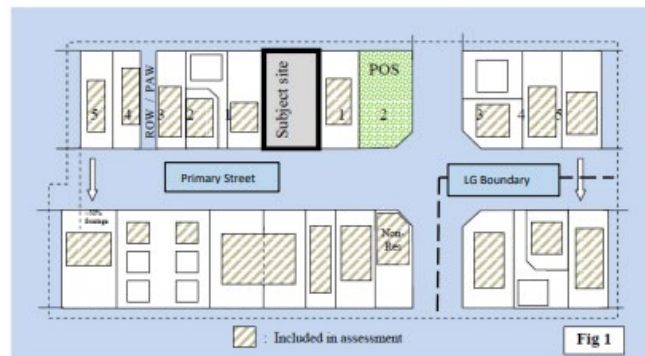 5
4
ROW / PAW
3
2
1
Subject site
1
POS
2
3
4
5
Primary Street
LG Boundary
Non-
Res
: Included in assessment
Fig 1